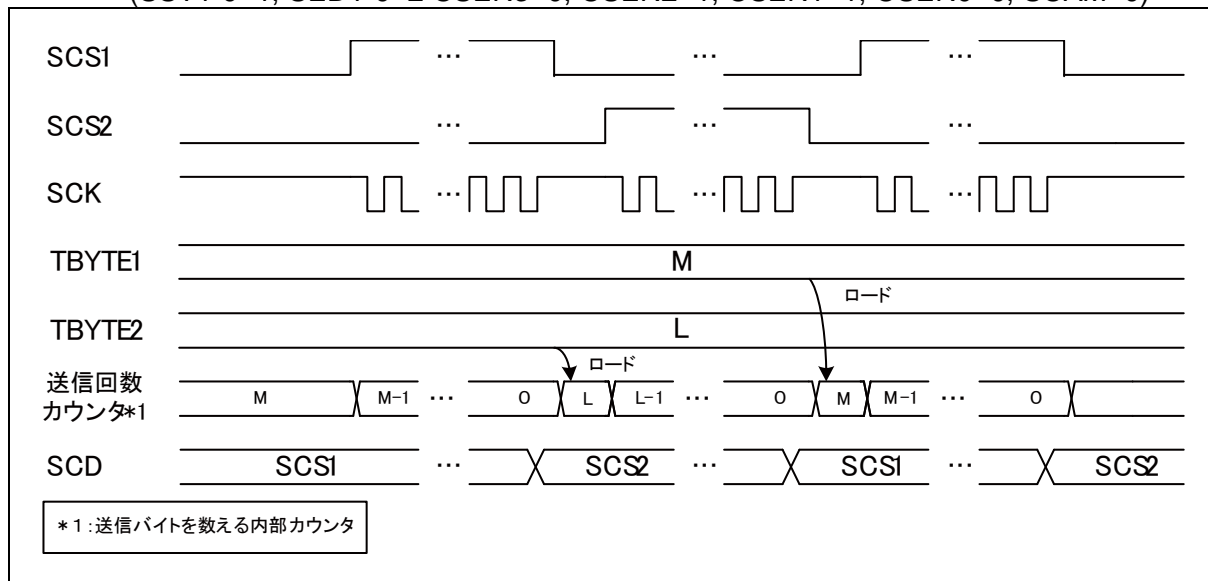 SCS1 … … …
SCS2 … … …
SCK … … …
TBYTE1 M
ロード
TBYTE2 L
ロード
送信回数
カウンタ*1 M M-1 … 0 L L-1 … 0 M M-1 … 0
SCD SCS1 … SCS2 … SCS1 … SCS2
*1:送信バイトを数える内部カウンタ